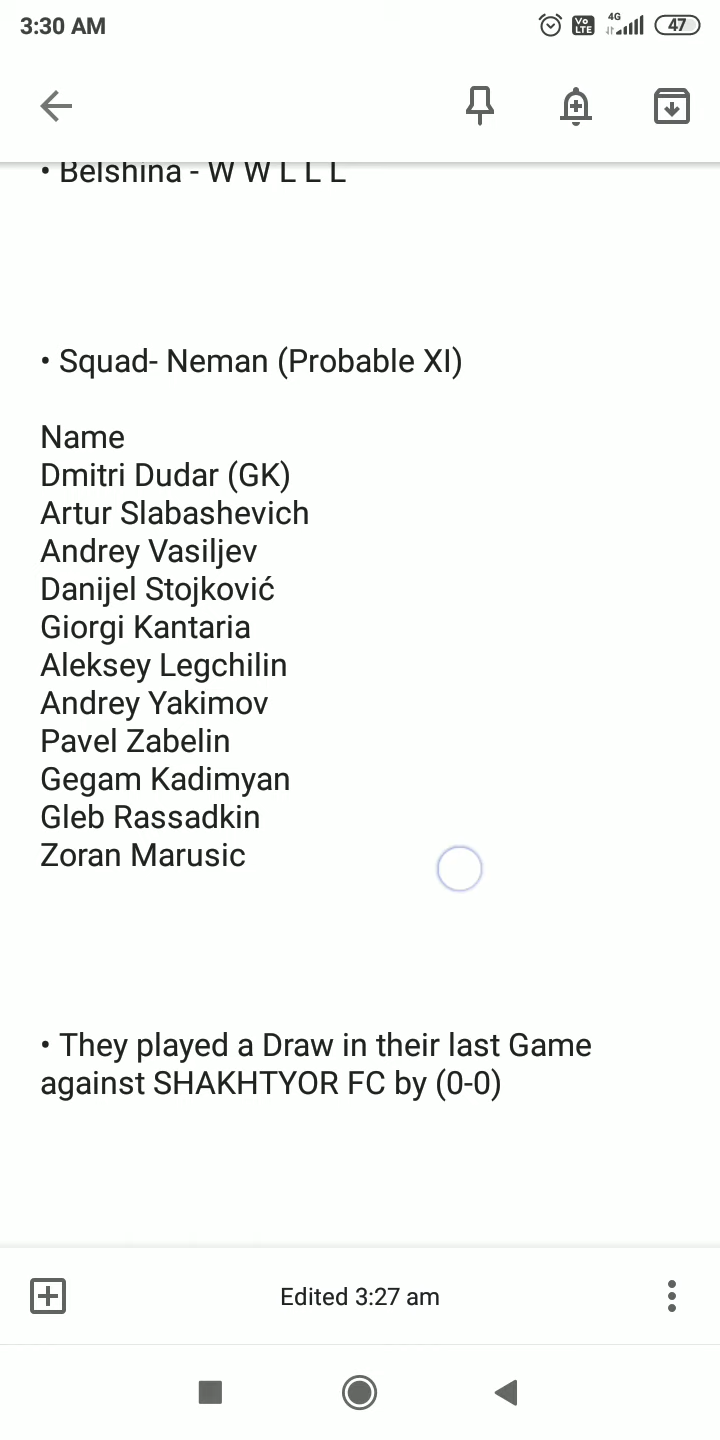 3:30 AM
Vo LTE
4G
47
• Belshina - W W L L L
• Squad- Neman (Probable XI)
Name
Dmitri Dudar (GK)
Artur Slabashevich
Andrey Vasiljev
Danijel Stojković
Giorgi Kantaria
Aleksey Legchilin
Andrey Yakimov
Pavel Zabelin
Gegam Kadimyan
Gleb Rassadkin
Zoran Marusic
• They played a Draw in their last Game
against SHAKHTYOR FC by (0-0)
Edited 3:27 am